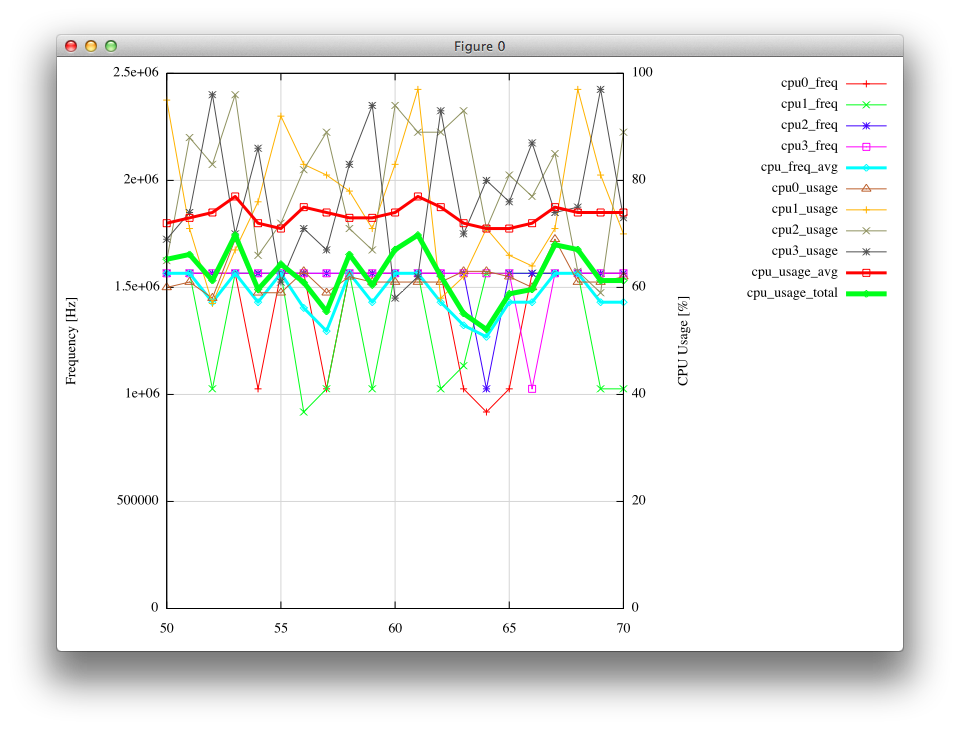 Figure 0
2.5e+06
2e+06
1.5e+06
1e+06
500000
0
Frequency [Hz]
100
80
60
40
20
0
CPU Usage [%]
50 55 60 65 70
cpu0_freq
cpu1_freq
cpu2_freq
cpu3_freq
cpu_freq_avg
cpu0_usage
cpu1_usage
cpu2_usage
cpu3_usage
cpu_usage_avg
cpu_usage_total